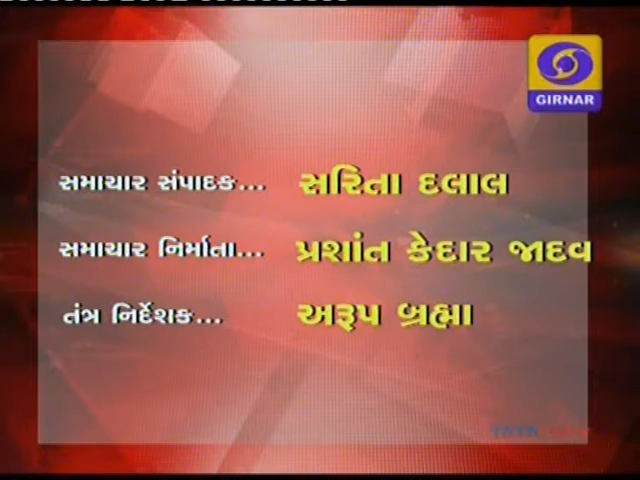 GIRNAR
સમાચાર સંપાદક... સરિતા દલાલ
સમાચાર નિર્માતા... પ્રશાંત કેદાર જાદવ
તંત્ર નિર્દેશક... અરૂપ બ્રહ્મા